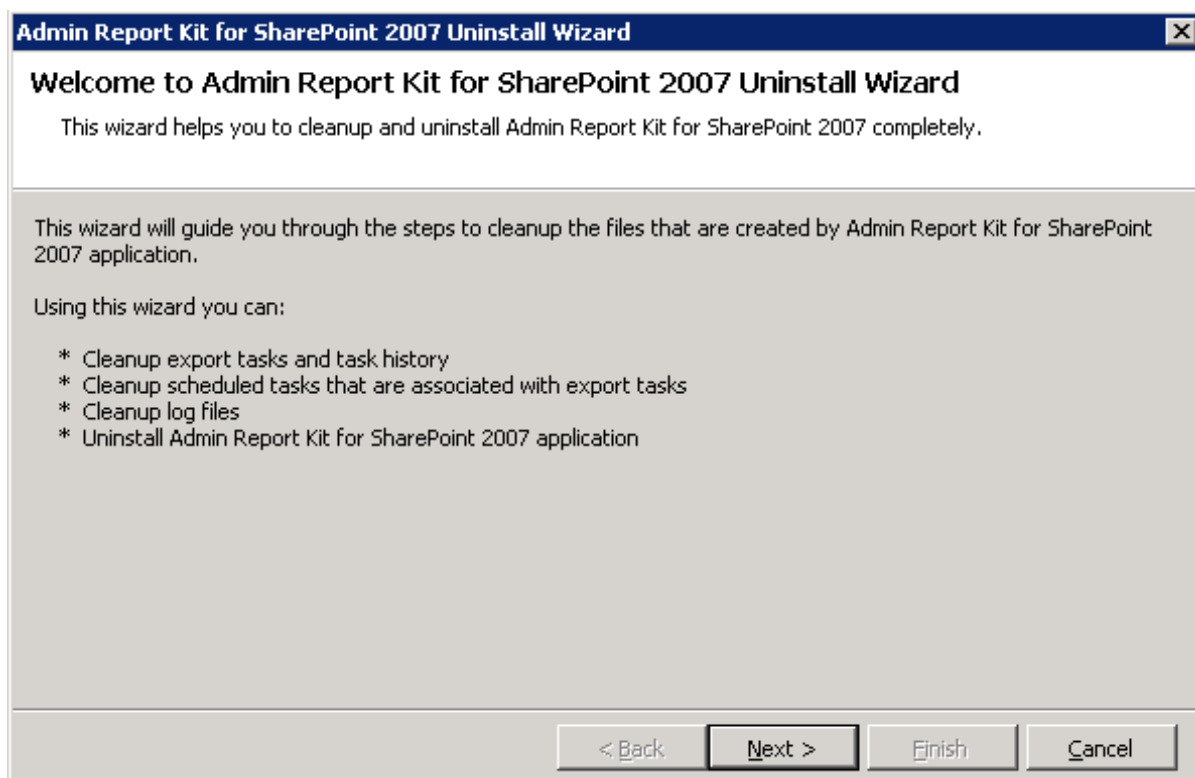 Admin Report Kit for SharePoint 2007 Uninstall Wizard
Welcome to Admin Report Kit for SharePoint 2007 Uninstall Wizard
This wizard helps you to cleanup and uninstall Admin Report Kit for SharePoint 2007 completely.
This wizard will guide you through the steps to cleanup the files that are created by Admin Report Kit for SharePoint
2007 application.
Using this wizard you can:
* Cleanup export tasks and task history
* Cleanup scheduled tasks that are associated with export tasks
* Cleanup log files
* Uninstall Admin Report Kit for SharePoint 2007 application
< Back Next > Finish Cancel